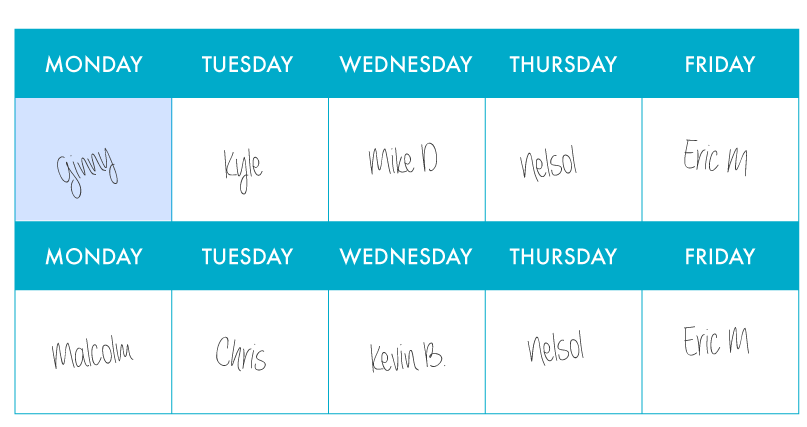 MONDAY TUESDAY WEDNESDAY THURSDAY FRIDAY
Ginny Kyle Mike D Nelsol Eric M
MONDAY TUESDAY WEDNESDAY THURSDAY FRIDAY
Malcolm Chris Kevin B. Nelsol Eric M